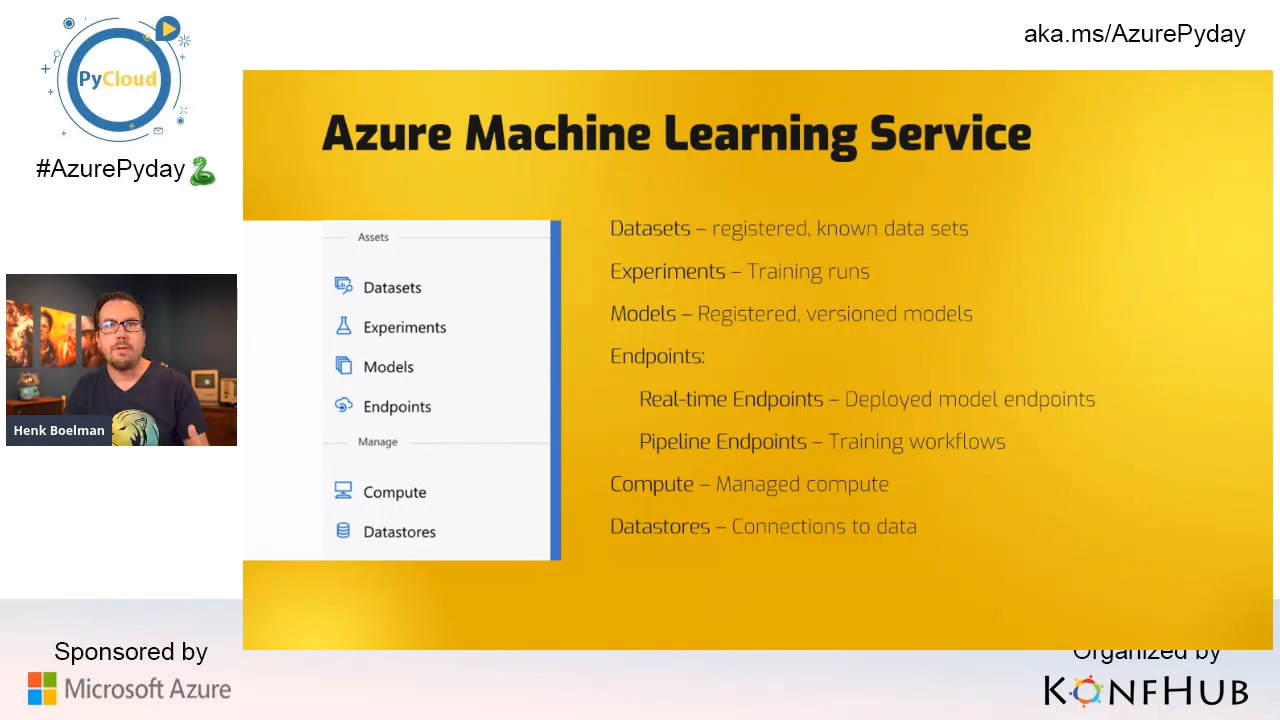 PyCloud
#AzurePyday
aka.ms/AzurePyday
Azure Machine Learning Service
Assets
Datasets
Experiments
Models
Endpoints
Manage
Compute
Datastores
Datasets – registered, known data sets
Experiments – Training runs
Models – Registered, versioned models
Endpoints:
Real-time Endpoints – Deployed model endpoints
Pipeline Endpoints – Training workflows
Compute – Managed compute
Datastores – Connections to data
Henk Boelman
Sponsored by
Microsoft Azure
Organized by
KONFHUB